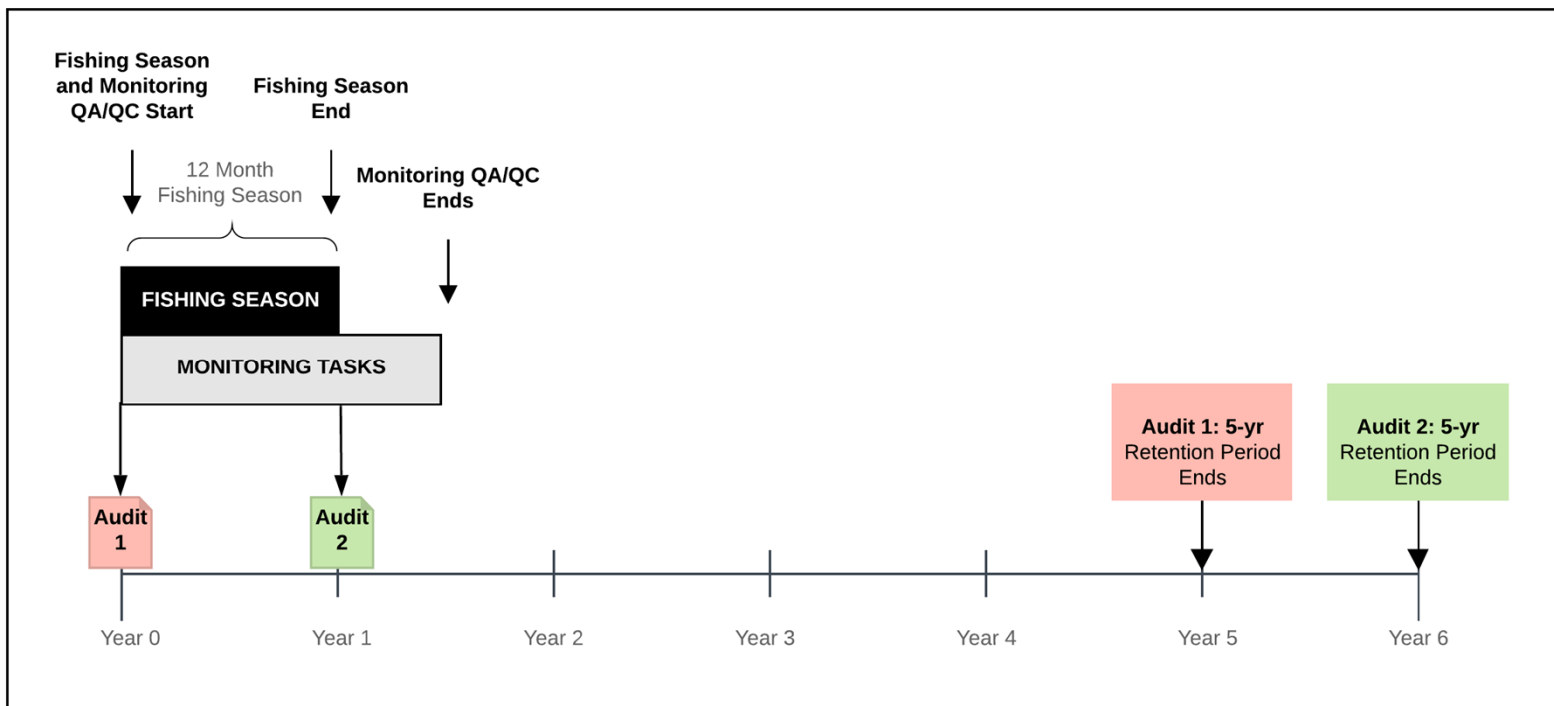 Fishing Season
and Monitoring
QA/QC Start
Fishing Season
End
12 Month
Fishing Season
Monitoring QA/QC
Ends
FISHING SEASON
MONITORING TASKS
Audit
1
Audit
2
Audit 1: 5-yr
Retention Period
Ends
Audit 2: 5-yr
Retention Period
Ends
Year 0
Year 1
Year 2
Year 3
Year 4
Year 5
Year 6